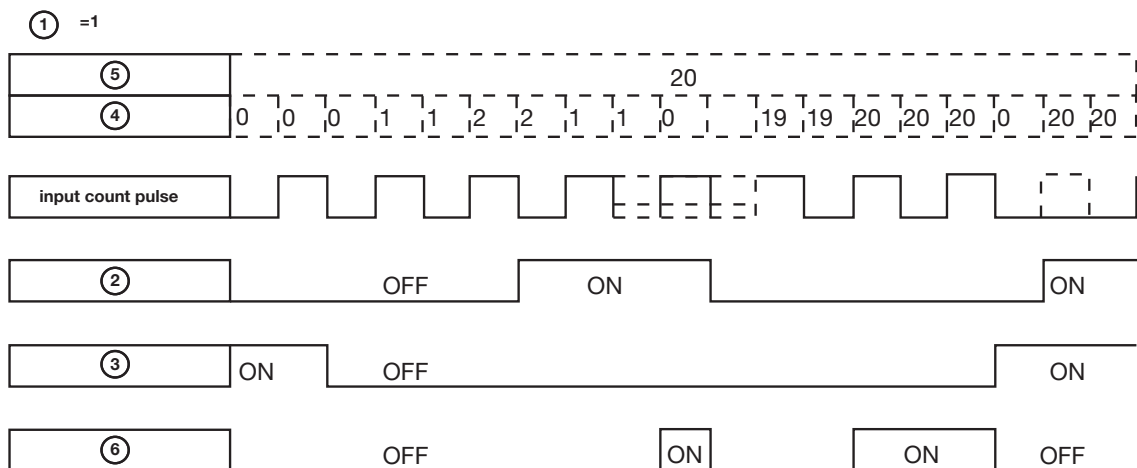 1 =1
5 20
4 0 0 0 1 1 2 2 1 1 0 19 19 20 20 20 0 20 20
input count pulse
2 OFF ON ON
3 ON OFF ON
6 OFF ON ON OFF